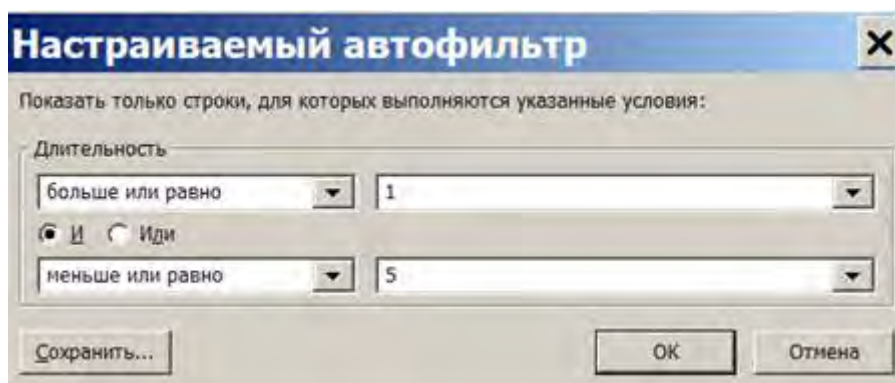 Настраиваемый автофильтр
Показать только строки, для которых выполняются указанные условия:
Длительность
больше или равно 1
И Или
меньше или равно 5
Сохранить... ОК Отмена